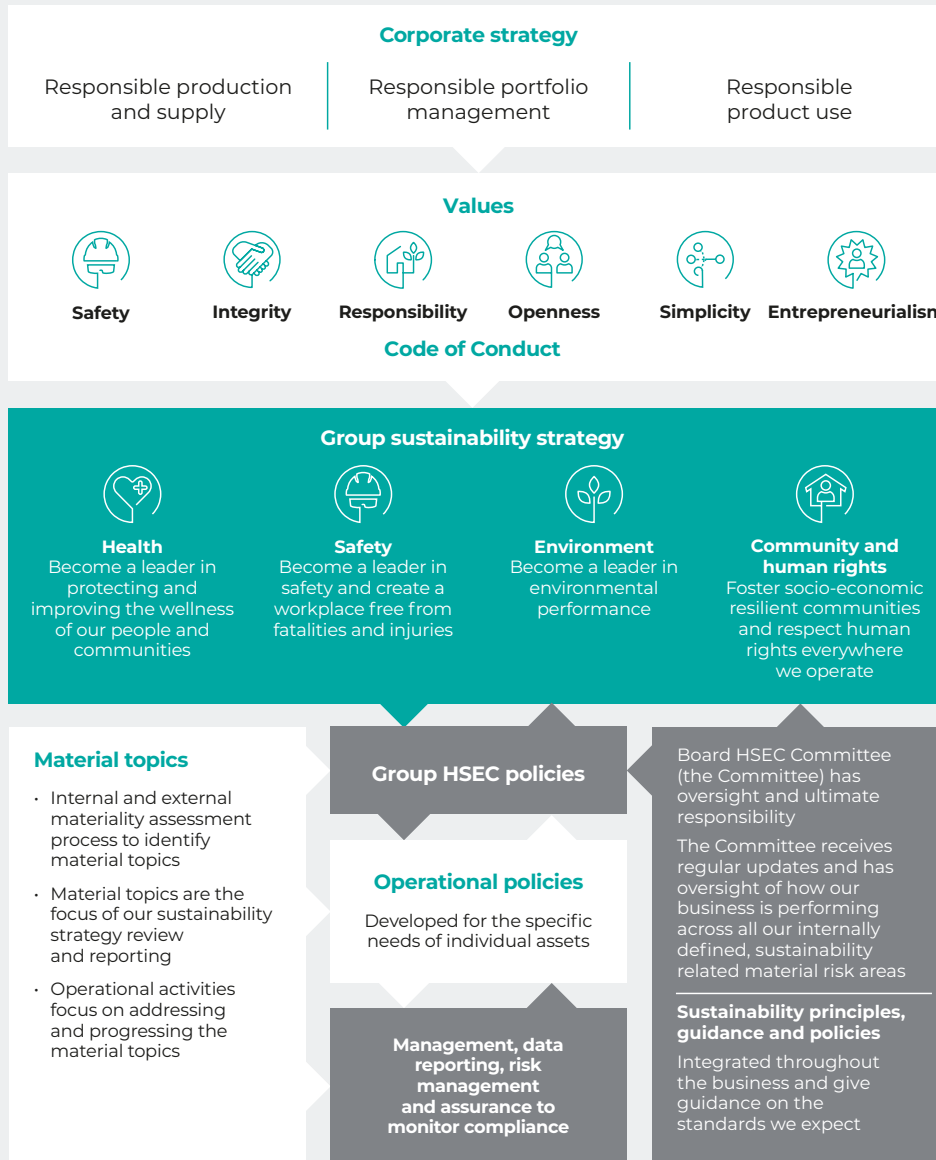 Corporate strategy
Responsible production
and supply
Responsible portfolio
management
Responsible
product use
Values
Safety
Integrity
Responsibility
Openness
Simplicity
Entrepreneurialism
Code of Conduct
Group sustainability strategy
Health
Become a leader in
protecting and
improving the wellness
of our people and
communities
Safety
Become a leader in
safety and create a
workplace free from
fatalities and injuries
Environment
Become a leader in
environmental
performance
Community and
human rights
Foster socio-economic
resilient communities
and respect human
rights everywhere
we operate
Material topics
• Internal and external
materiality assessment
process to identify
material topics
• Material topics are the
focus of our sustainability
strategy review
and reporting
• Operational activities
focus on addressing
and progressing the
material topics
Group HSEC policies
Operational policies
Developed for the specific
needs of individual assets
Management, data
reporting, risk
management
and assurance to
monitor compliance
Board HSEC Committee
(the Committee) has
oversight and ultimate
responsibility
The Committee receives
regular updates and has
oversight of how our
business is performing
across all our internally
defined, sustainability
related material risk areas
Sustainability principles,
guidance and policies
Integrated throughout
the business and give
guidance on the
standards we expect